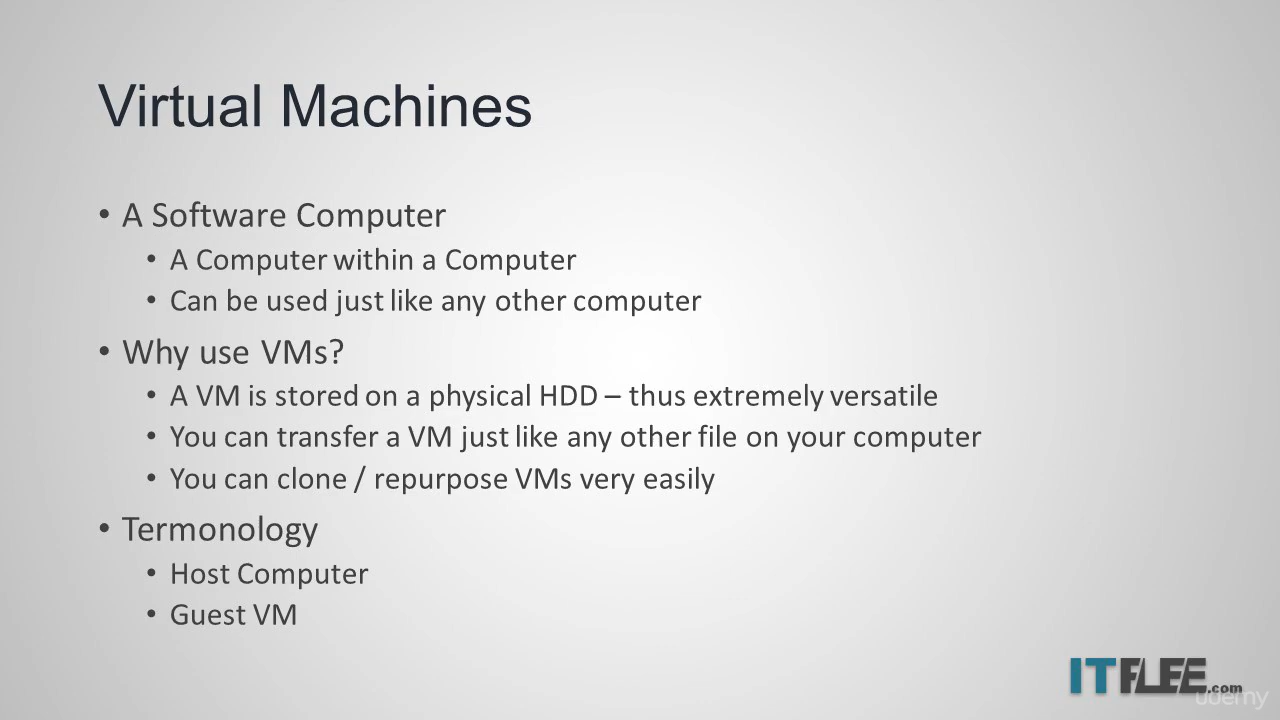 Virtual Machines
• A Software Computer
• A Computer within a Computer
• Can be used just like any other computer
• Why use VMs?
• A VM is stored on a physical HDD – thus extremely versatile
• You can transfer a VM just like any other file on your computer
• You can clone / repurpose VMs very easily
• Termonology
• Host Computer
• Guest VM
ITFLEE.com
udemy